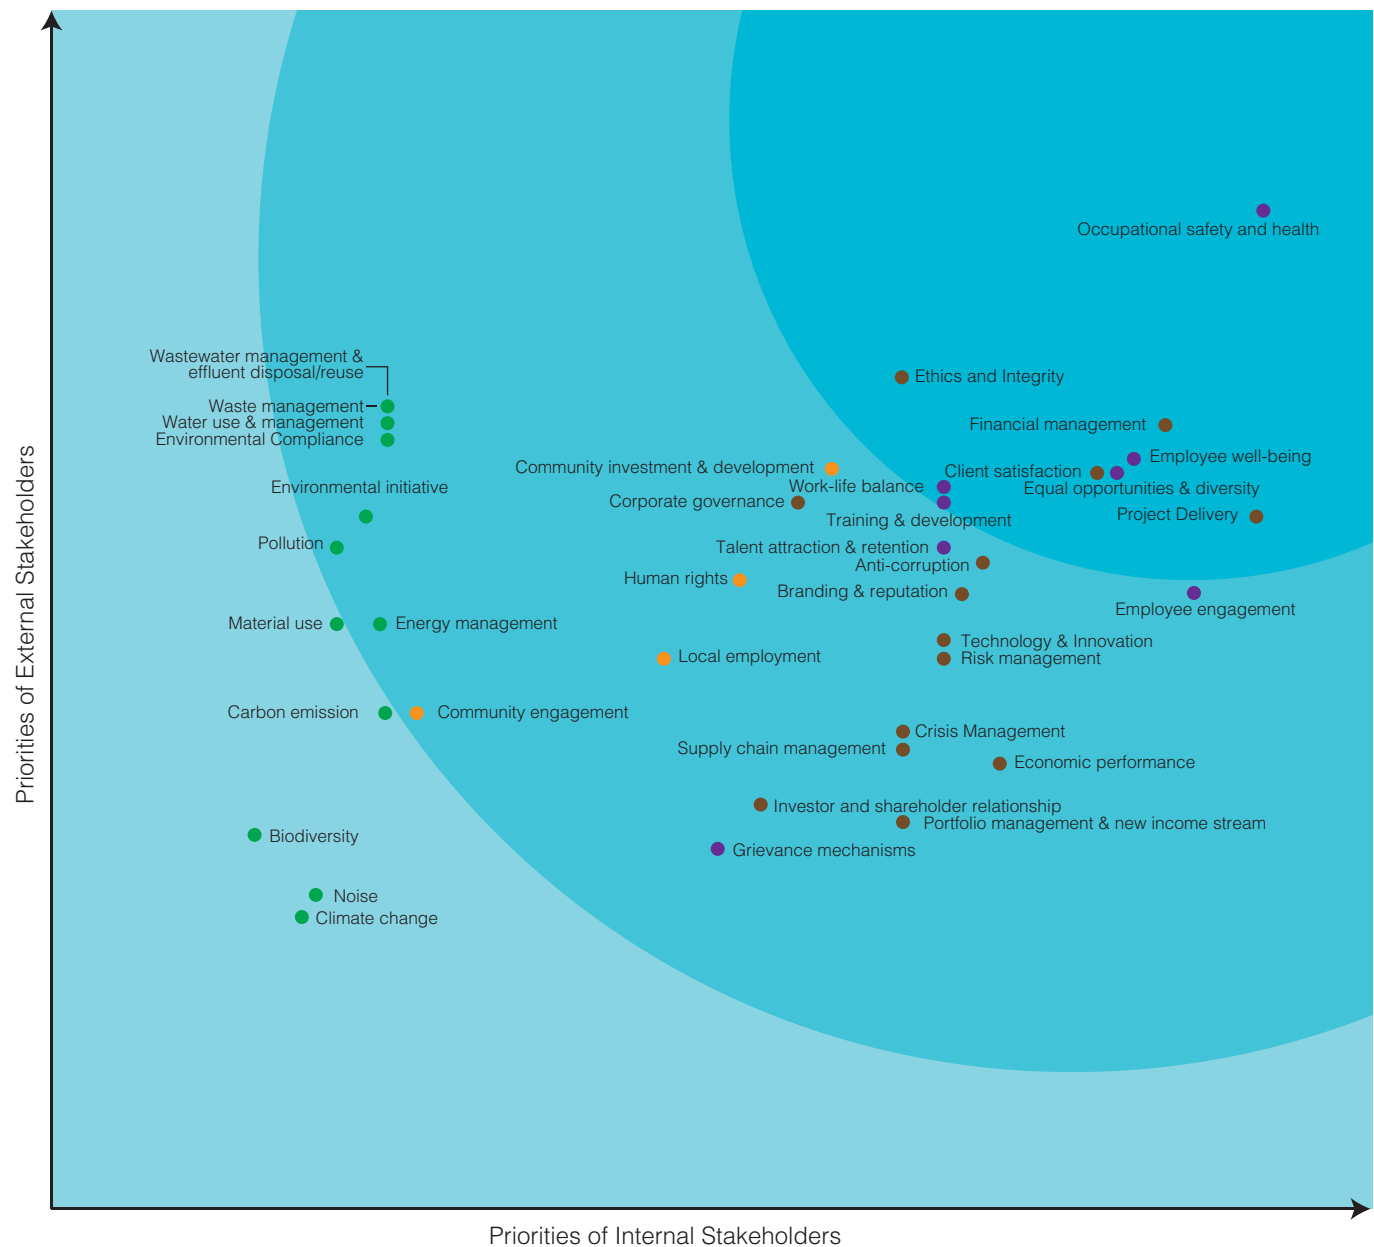 Occupational safety and health
Wastewater management &
effluent disposal/reuse
Ethics and Integrity
Waste management
Water use & management
Environmental Compliance
Financial management
Employee well-being
Community investment & development
Client satisfaction
Environmental initiative
Work-life balance
Equal opportunities & diversity
Corporate governance
Training & development
Project Delivery
Pollution
Talent attraction & retention
Anti-corruption
Human rights
Branding & reputation
Employee engagement
Material use
Energy management
Technology & Innovation
Local employment
Risk management
Carbon emission
Community engagement
Crisis Management
Supply chain management
Economic performance
Investor and shareholder relationship
Portfolio management & new income stream
Biodiversity
Grievance mechanisms
Noise
Climate change
Priorities of External Stakeholders
Priorities of Internal Stakeholders